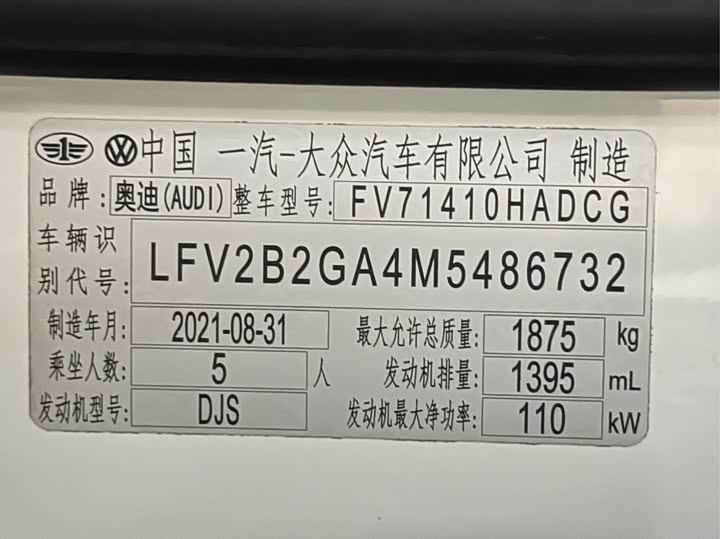 中国 一汽-大众汽车有限公司 制造
品牌: 奥迪(AUDI) 整车型号: FV71410HADCG
车辆识别代号: LFV2B2GA4M5486732
制造年月: 2021-08-31 最大允许总质量: 1875 kg
乘坐人数: 5 人 发动机排量: 1395 mL
发动机型号: DJS 发动机最大净功率: 110 kW